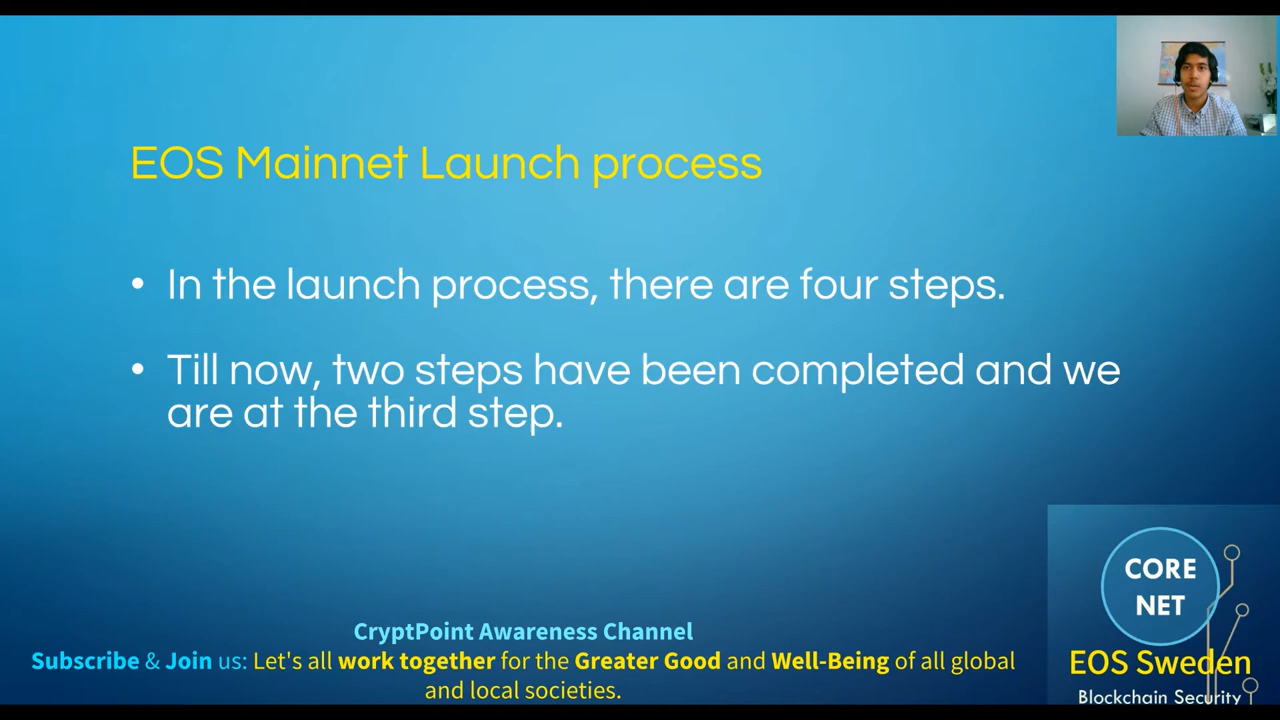 EOS Mainnet Launch process
• In the launch process, there are four steps.
• Till now, two steps have been completed and we
are at the third step.
CORE
NET
EOS Sweden
Blockchain Security
CryptPoint Awareness Channel
Subscribe & Join us: Let's all work together for the Greater Good and Well-Being of all global
and local societies.